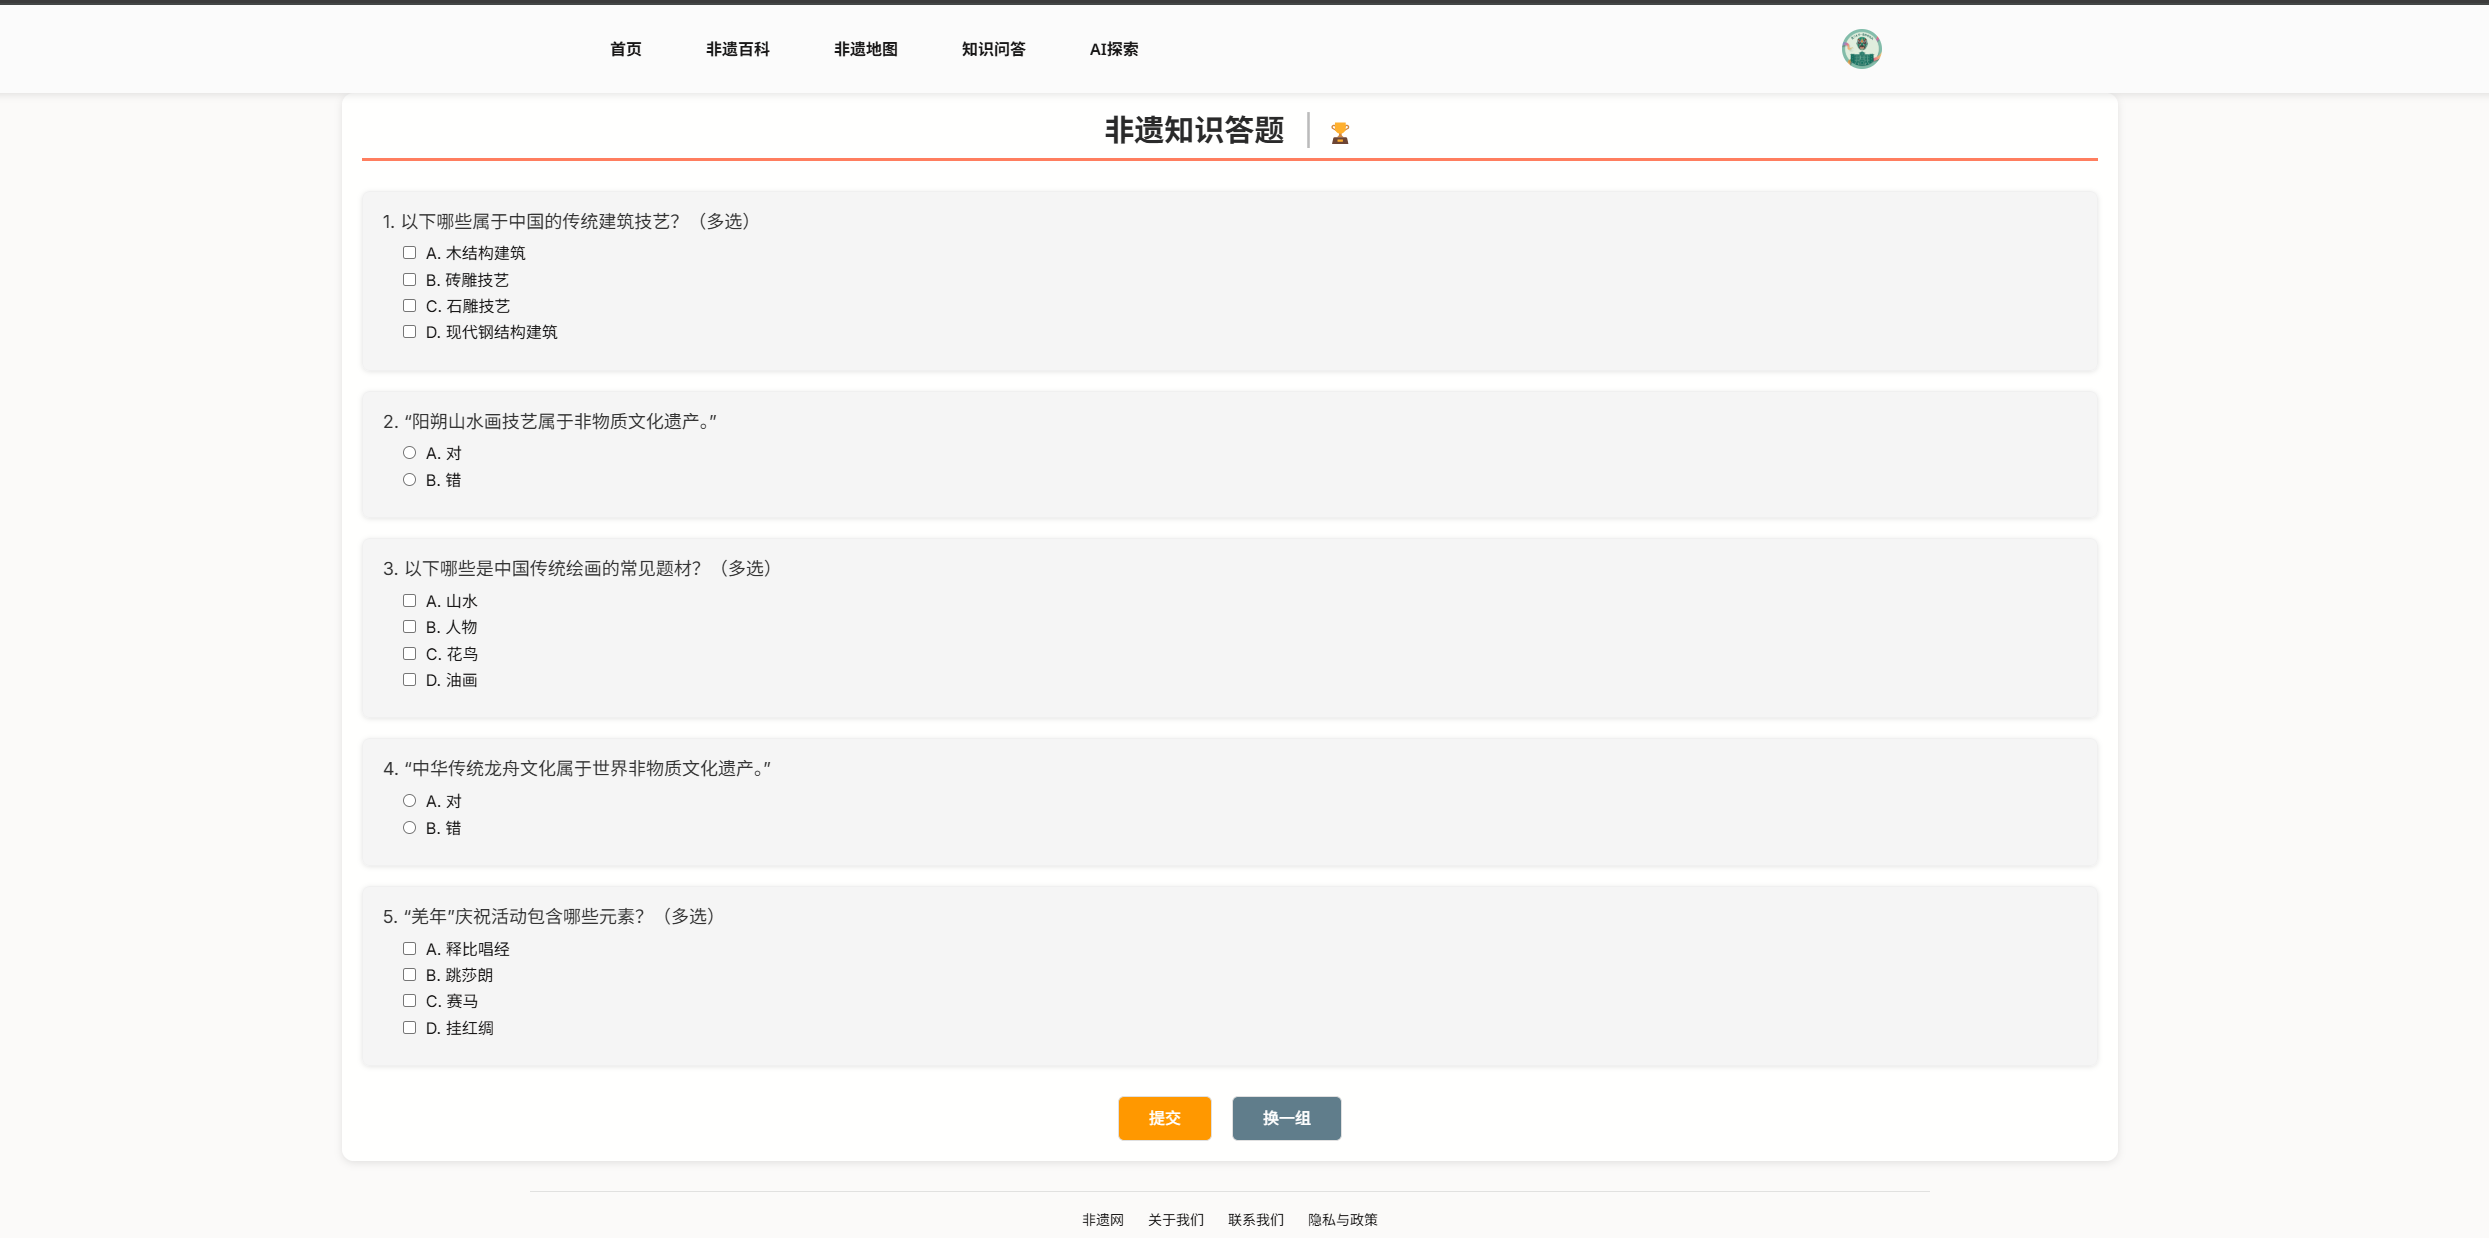 首页 非遗百科 非遗地图 知识问答 AI探索
非遗知识答题
1. 以下哪些属于中国的传统建筑技艺？（多选）
A. 木结构建筑
B. 砖雕技艺
C. 石雕技艺
D. 现代钢结构建筑
2. “阳朔山水画技艺属于非物质文化遗产。”
A. 对
B. 错
3. 以下哪些是中国传统绘画的常见题材？（多选）
A. 山水
B. 人物
C. 花鸟
D. 油画
4. “中华传统龙舟文化属于世界非物质文化遗产。”
A. 对
B. 错
5. “羌年”庆祝活动包含哪些元素？（多选）
A. 释比唱经
B. 跳莎朗
C. 赛马
D. 挂红绸
提交 换一组
非遗网 关于我们 联系我们 隐私与政策